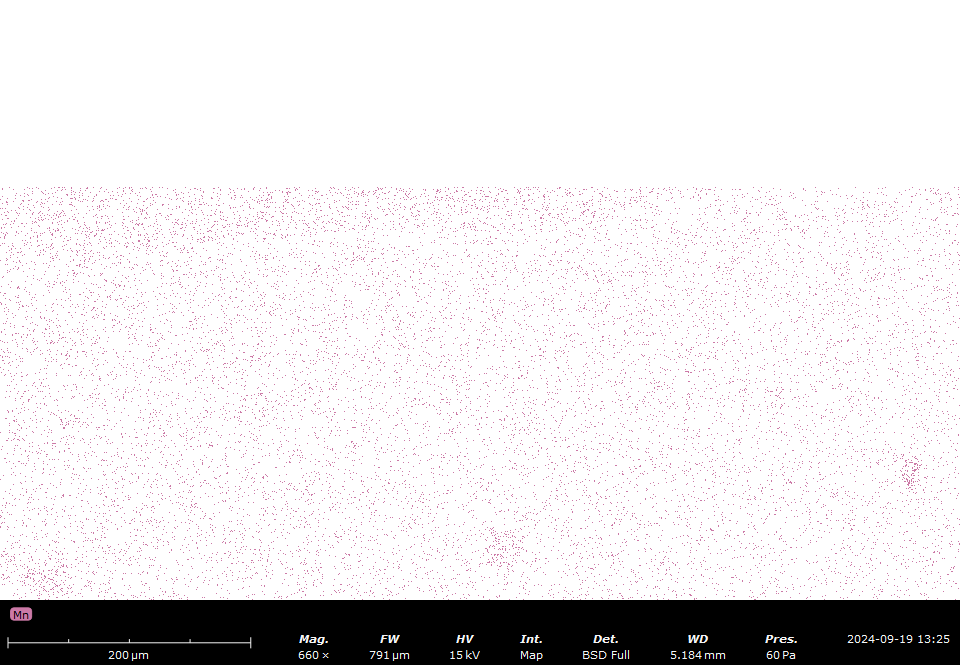 Mn
Mag. FW HV Int. Det. WD Pres. 2024-09-19 13:25
200 µm 660 × 791 µm 15 kV Map BSD Full 5.184 mm 60 Pa